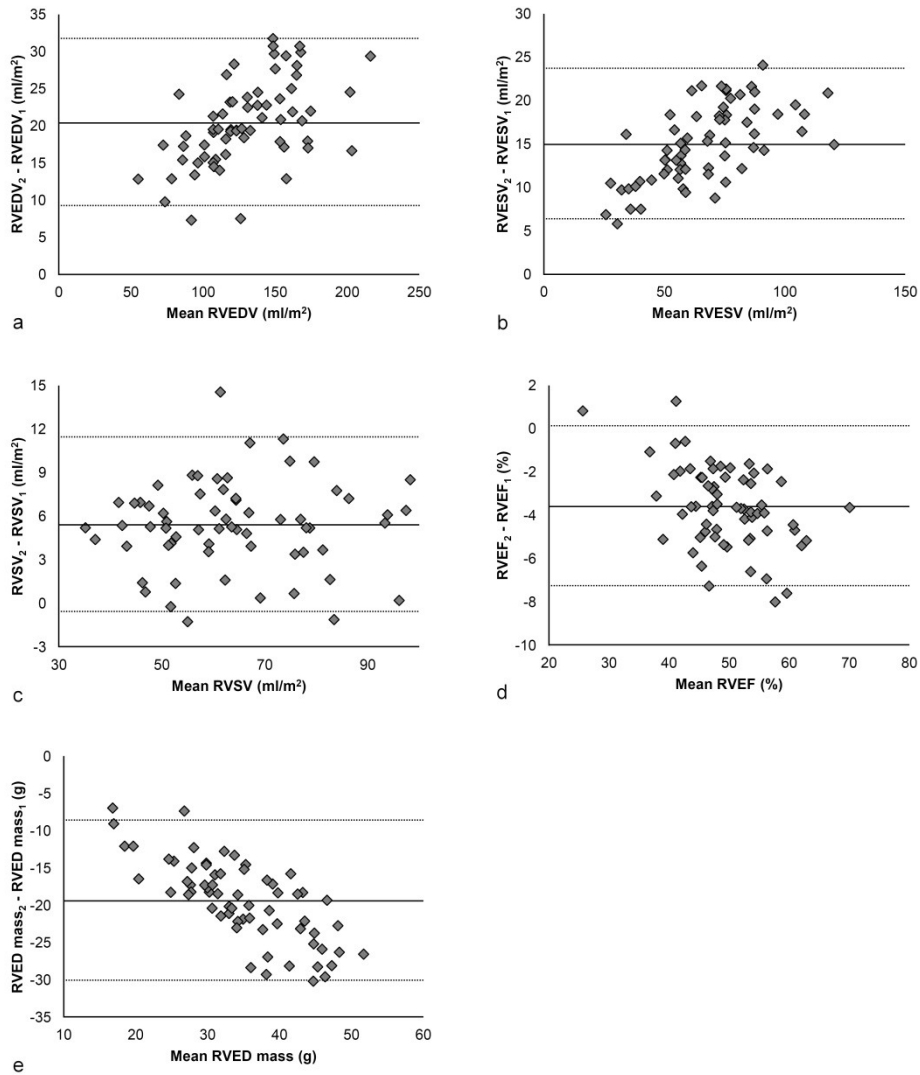 35
30
25
20
15
10
5
0
RVEDV₂ - RVEDV₁ (ml/m²)
0 50 100 150 200 250
Mean RVEDV (ml/m²)
a
30
25
20
15
10
5
0
RVESV₂ - RVESV₁ (ml/m²)
0 50 100 150
Mean RVESV (ml/m²)
b
15
12
9
6
3
0
-3
RVSV₂ - RVSV₁ (ml/m²)
30 50 70 90
Mean RVSV (ml/m²)
c
2
0
-2
-4
-6
-8
-10
RVEF₂ - RVEF₁ (%)
20 30 40 50 60 70 80
Mean RVEF (%)
d
0
-5
-10
-15
-20
-25
-30
-35
RVED mass₂ - RVED mass₁ (g)
10 20 30 40 50 60
Mean RVED mass (g)
e